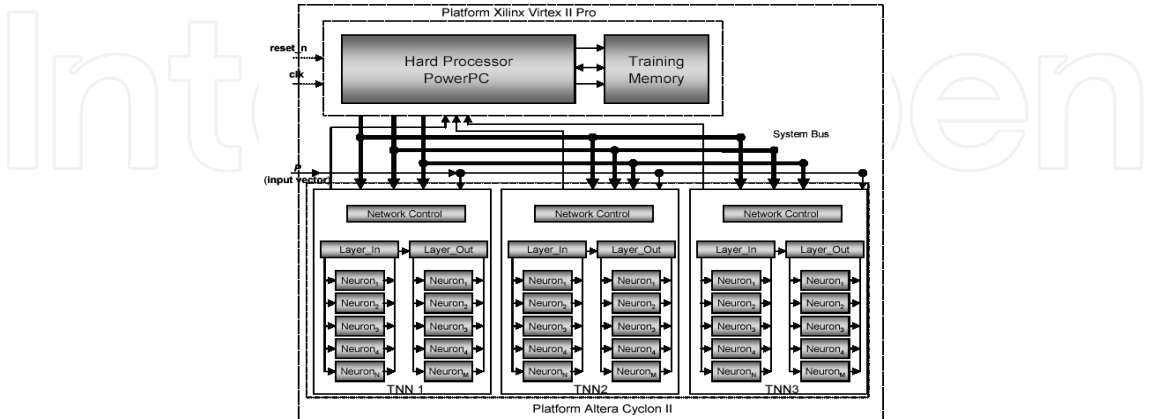 Platform Xilinx Virtex II Pro
reset_n
clk
Hard Processor
PowerPC
Training
Memory
System Bus
P
(input vector)
Network Control
Network Control
Network Control
Layer_In
Layer_Out
Layer_In
Layer_Out
Layer_In
Layer_Out
Neuron1
Neuron1
Neuron1
Neuron1
Neuron1
Neuron1
Neuron2
Neuron2
Neuron2
Neuron2
Neuron2
Neuron2
Neuron3
Neuron3
Neuron3
Neuron3
Neuron3
Neuron3
Neuron4
Neuron4
Neuron4
Neuron4
Neuron4
Neuron4
NeuronN
NeuronM
NeuronN
NeuronM
NeuronN
NeuronM
TNN 1
TNN2
TNN3
Platform Altera Cyclon II